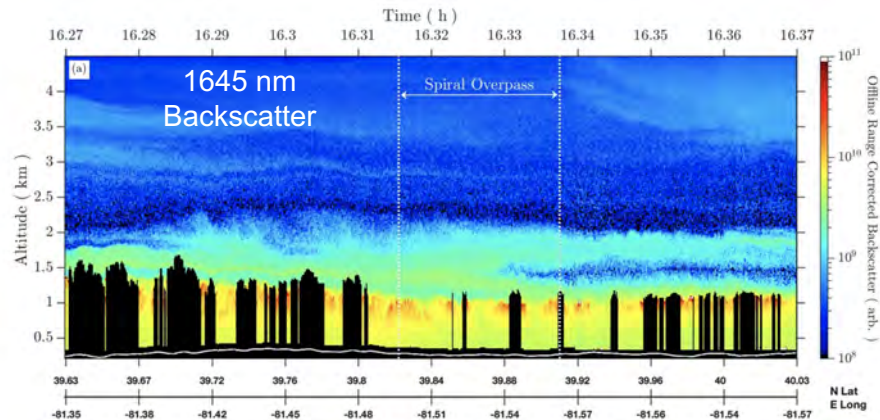 Time ( h )
16.27 16.28 16.29 16.3 16.31 16.32 16.33 16.34 16.35 16.36 16.37
(a)
1645 nm
Backscatter
Spiral Overpass
Altitude ( km )
4
3.5
3
2.5
2
1.5
1
0.5
10¹¹
10¹⁰
10⁹
10⁸
Offline Range Corrected Backscatter ( arb. )
39.63 39.67 39.72 39.76 39.8 39.84 39.88 39.92 39.96 40 40.03
N Lat
E Long
-81.35 -81.38 -81.42 -81.45 -81.48 -81.51 -81.54 -81.57 -81.57 -81.54 -81.57